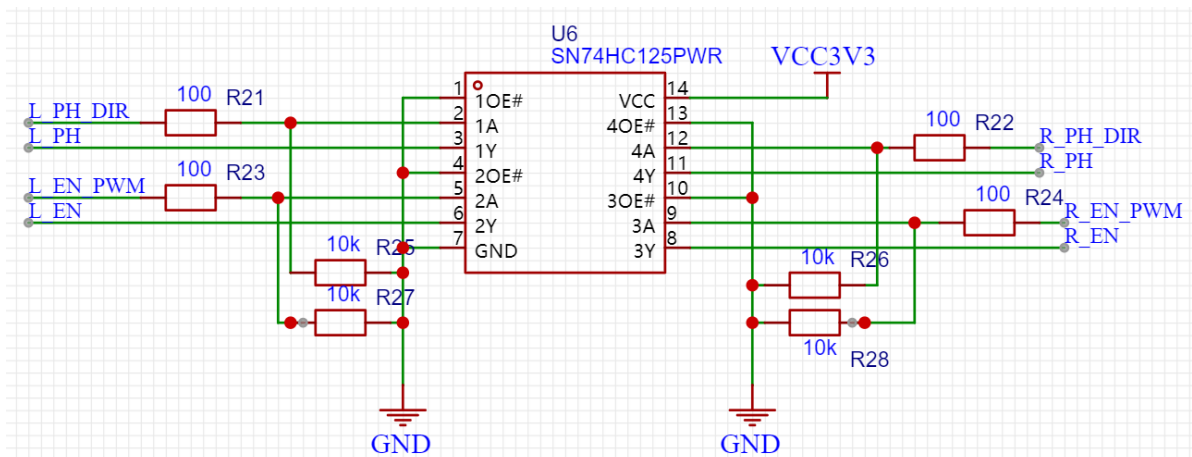 U6
SN74HC125PWR
VCC3V3
100 R21
L_PH_DIR
L_PH
100 R23
L_EN_PWM
L_EN
10k R25
10k R27
GND
1 1OE#
2 1A
3 1Y
4 2OE#
5 2A
6 2Y
7 GND
VCC 14
4OE# 13
4A 12
4Y 11
3OE# 10
3A 9
3Y 8
100 R22
R_PH_DIR
R_PH
100 R24
R_EN_PWM
R_EN
10k R26
10k R28
GND